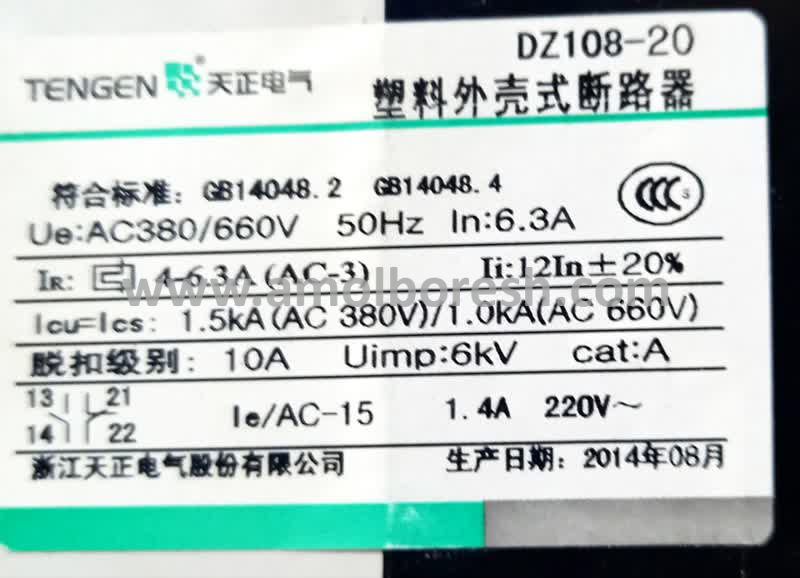 DZ108-20
TENGEN® 天正电气 塑料外壳式断路器
符合标准: GB14048.2 GB14048.4 CCC S
Ue:AC380/660V 50Hz In:6.3A
IR: 4-6.3A (AC-3) Ii:12In±20%
www.amolboresh.com
Icu=Ics: 1.5kA(AC 380V)/1.0kA(AC 660V)
脱扣级别: 10A Uimp:6kV cat:A
13 21
Ie/AC-15 1.4A 220V~
14 22
浙江天正电气股份有限公司 生产日期: 2014年08月